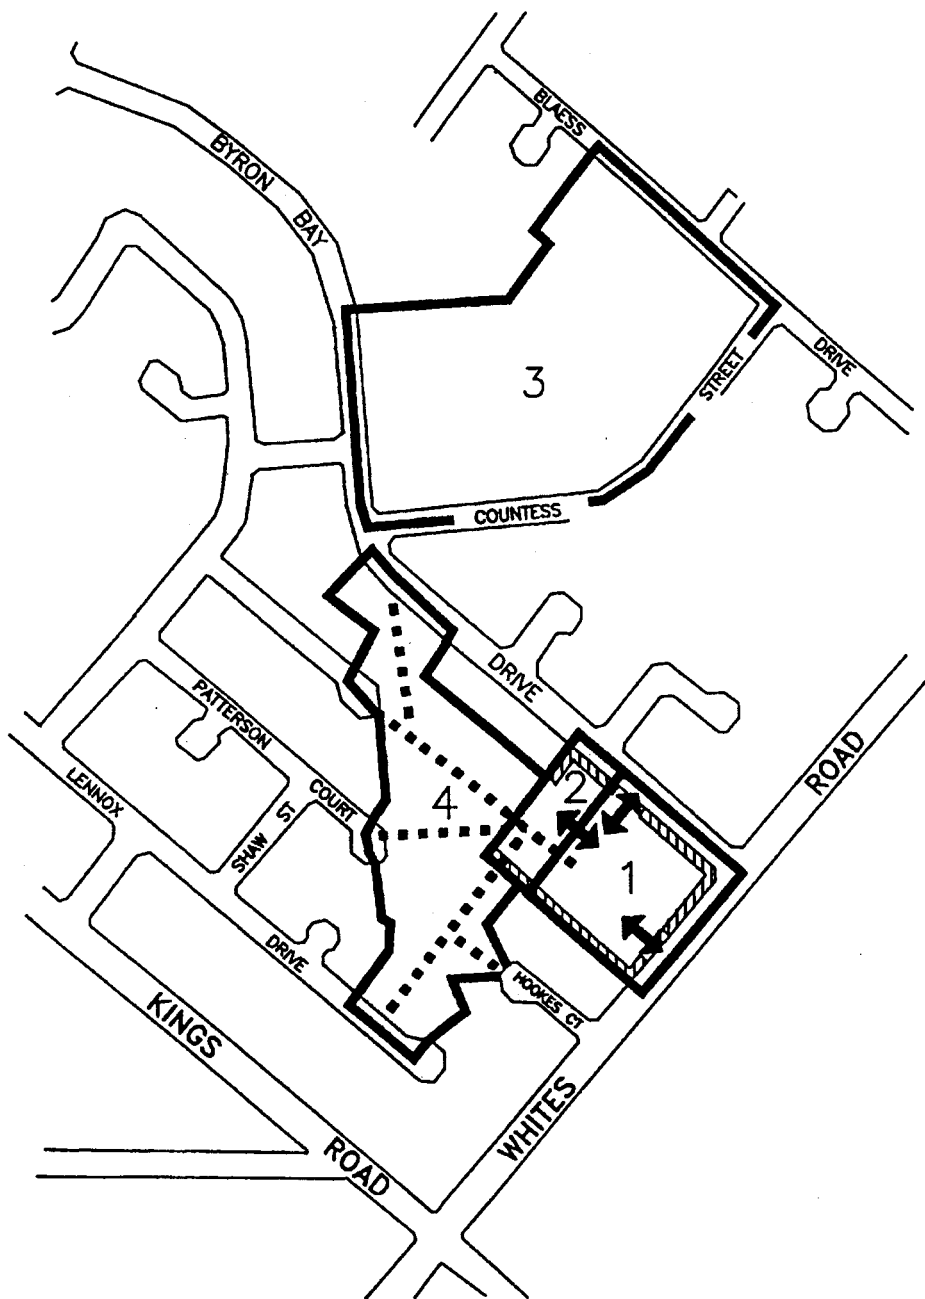 BLAESS
DRIVE
BYRON
BAY
DRIVE
3
STREET
COUNTESS
PATTERSON
COURT
LENNOX
DRIVE
SHAW ST
4
2
1
ROAD
HOOKES CT
WHITES
KINGS
ROAD